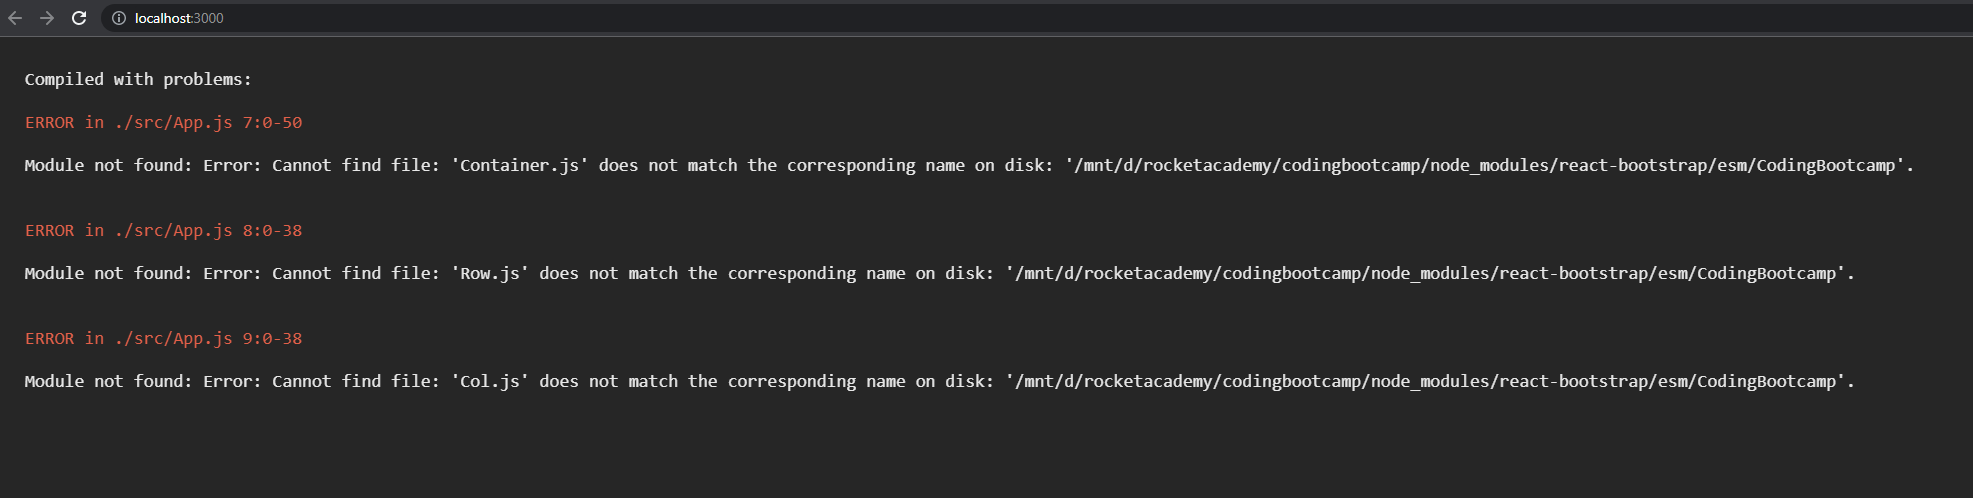 localhost:3000
Compiled with problems:
ERROR in ./src/App.js 7:0-50
Module not found: Error: Cannot find file: 'Container.js' does not match the corresponding name on disk: '/mnt/d/rocketacademy/codingbootcamp/node_modules/react-bootstrap/esm/CodingBootcamp'.
ERROR in ./src/App.js 8:0-38
Module not found: Error: Cannot find file: 'Row.js' does not match the corresponding name on disk: '/mnt/d/rocketacademy/codingbootcamp/node_modules/react-bootstrap/esm/CodingBootcamp'.
ERROR in ./src/App.js 9:0-38
Module not found: Error: Cannot find file: 'Col.js' does not match the corresponding name on disk: '/mnt/d/rocketacademy/codingbootcamp/node_modules/react-bootstrap/esm/CodingBootcamp'.